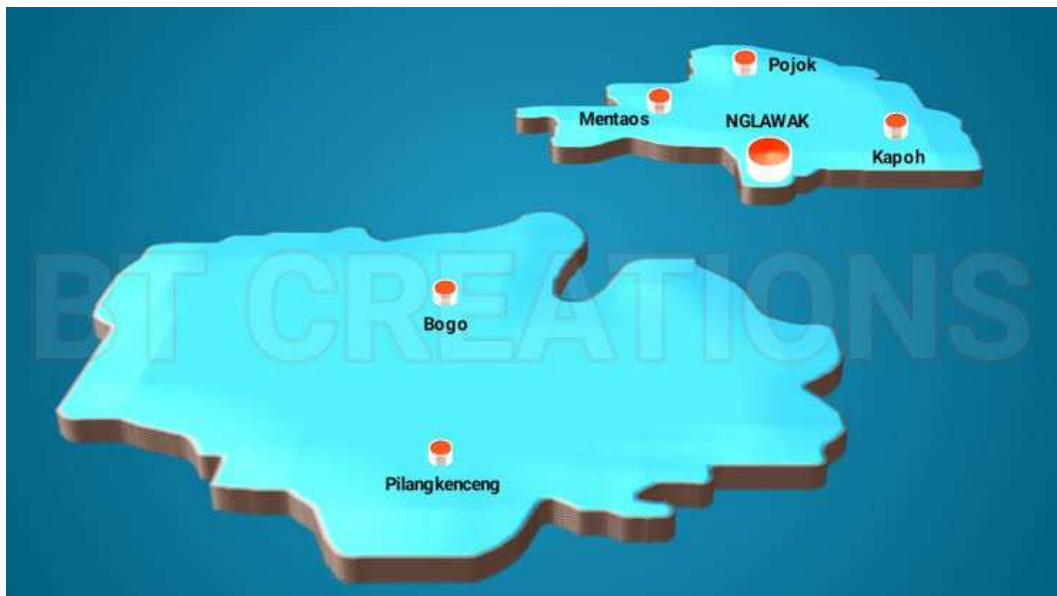 Pojok
Mentaos
NGLAWAK
Kapoh
BT CREATIONS
Bogo
Pilangkenceng